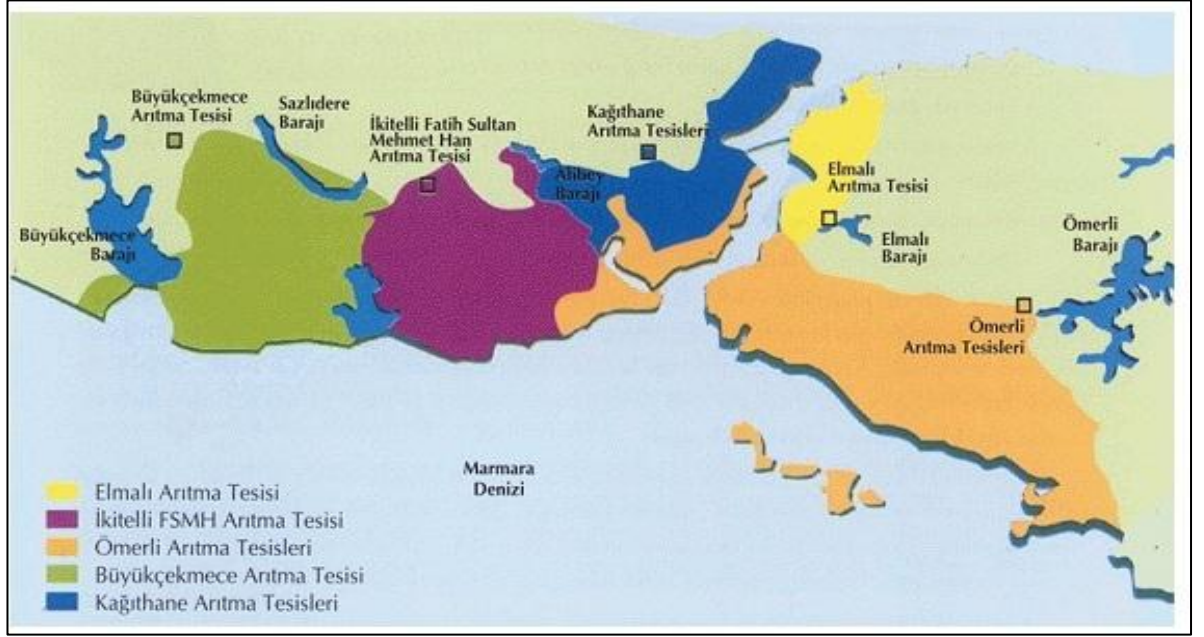 Büyükçekmece
Arıtma Tesisi
Sazlıdere
Barajı
İkitelli Fatih Sultan
Mehmet Han
Arıtma Tesisi
Kağıthane
Arıtma Tesisleri
Alibey
Barajı
Elmalı
Arıtma Tesisi
Elmalı
Barajı
Ömerli
Barajı
Büyükçekmece
Barajı
Ömerli
Arıtma Tesisleri
Marmara
Denizi
Elmalı Arıtma Tesisi
İkitelli FSMH Arıtma Tesisi
Ömerli Arıtma Tesisleri
Büyükçekmece Arıtma Tesisi
Kağıthane Arıtma Tesisleri